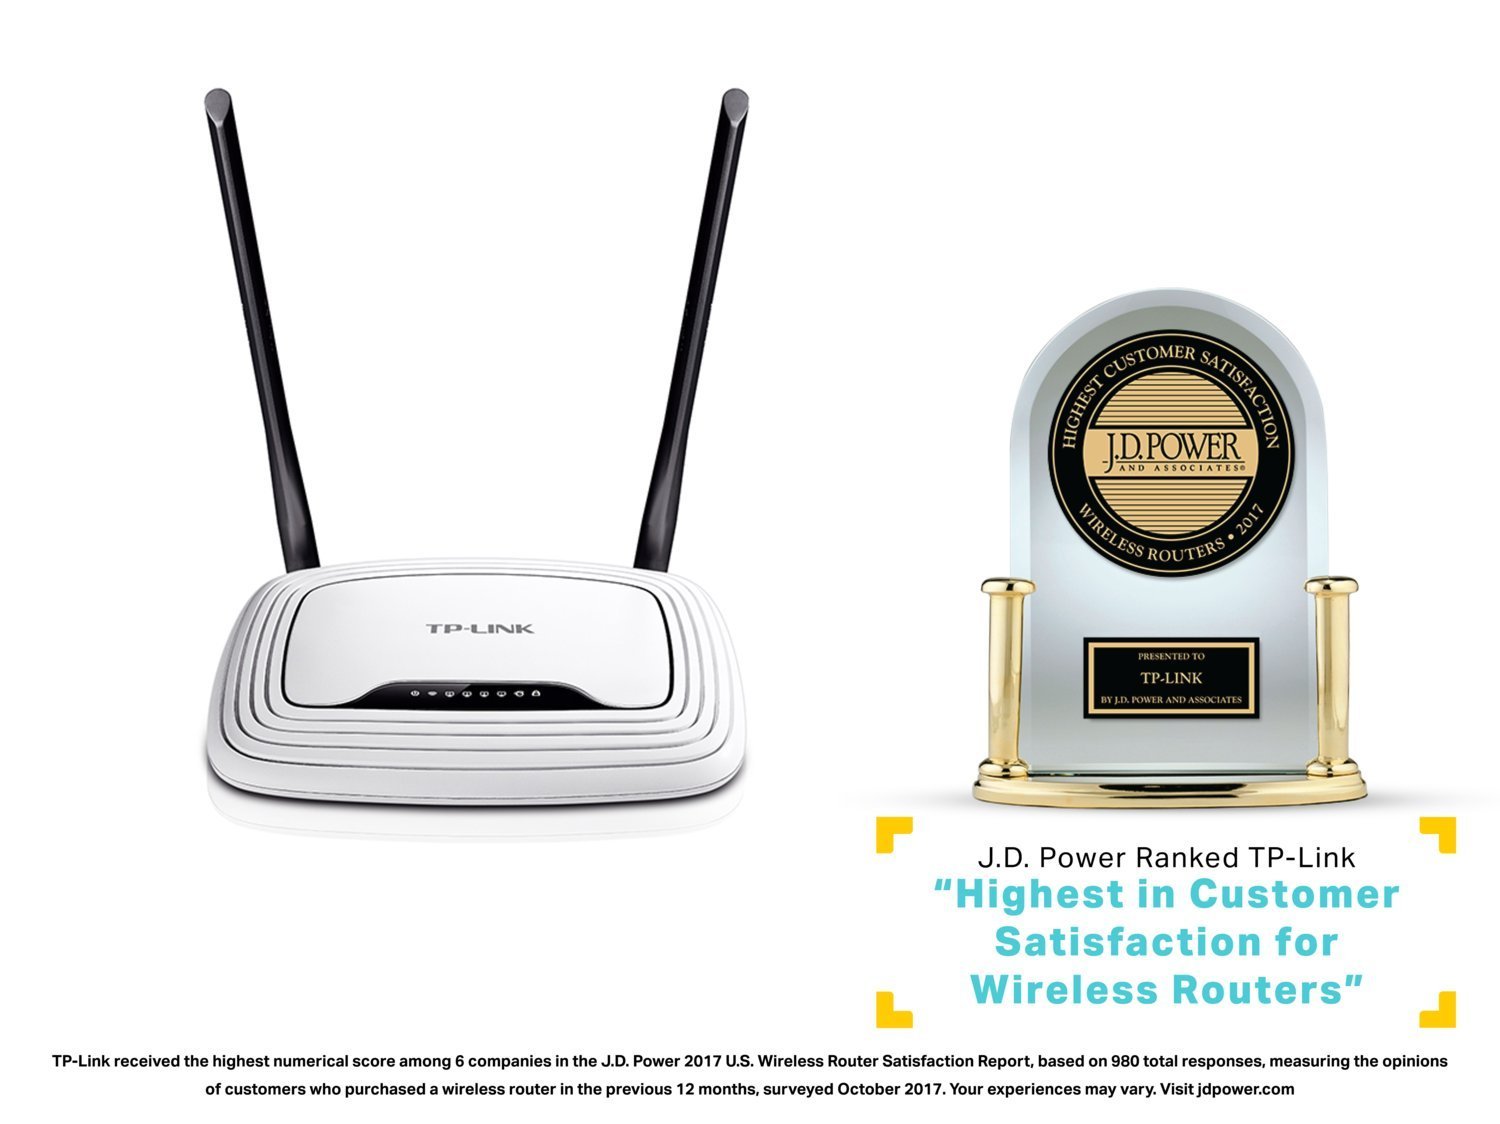 TP-LINK
HIGHEST CUSTOMER SATISFACTION
J.D. POWER
AND ASSOCIATES®
WIRELESS ROUTERS • 2017
PRESENTED TO
TP-LINK
BY J.D. POWER AND ASSOCIATES
J.D. Power Ranked TP-Link
“Highest in Customer
Satisfaction for
Wireless Routers”
TP-Link received the highest numerical score among 6 companies in the J.D. Power 2017 U.S. Wireless Router Satisfaction Report, based on 980 total responses, measuring the opinions
of customers who purchased a wireless router in the previous 12 months, surveyed October 2017. Your experiences may vary. Visit jdpower.com